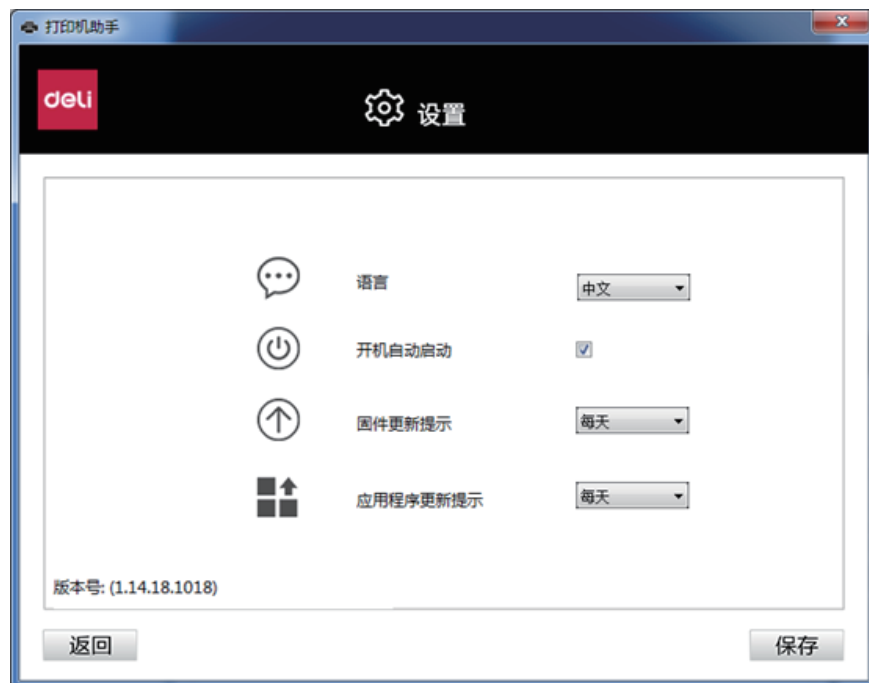 打印机助手
deli
设置
语言 中文
开机自动启动
固件更新提示 每天
应用程序更新提示 每天
版本号: (1.14.18.1018)
返回 保存